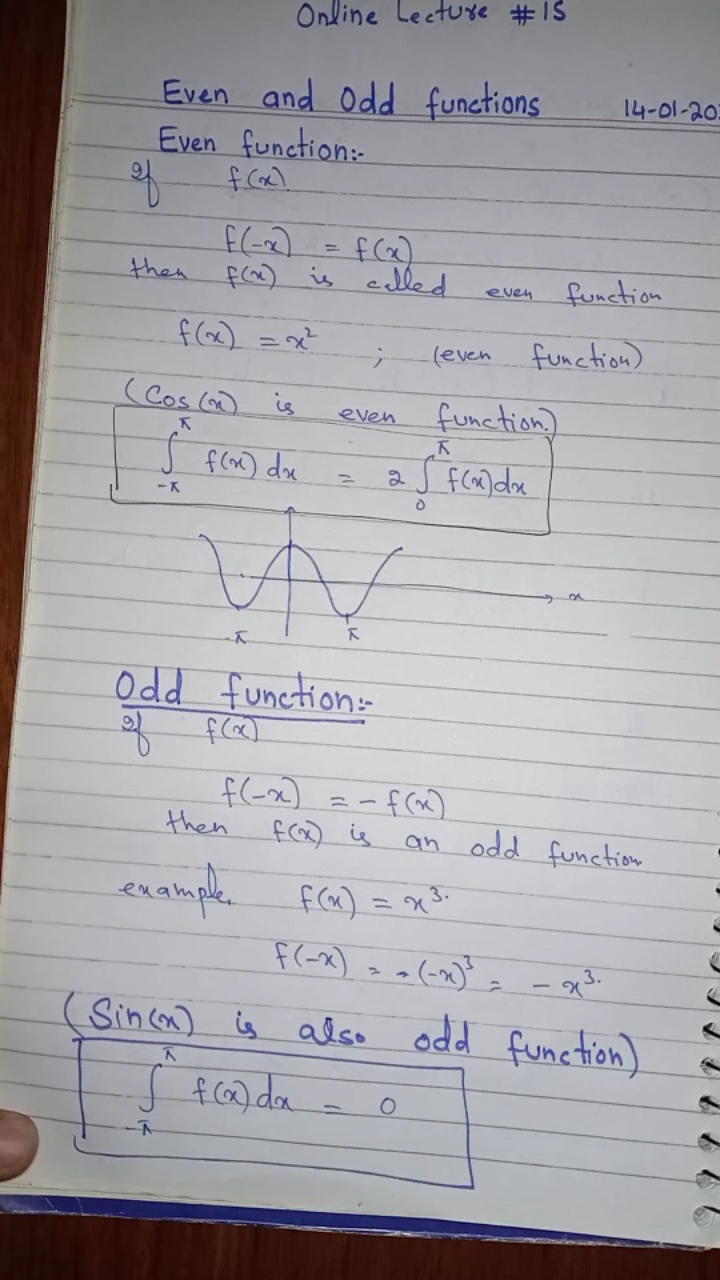 Online Lecture #15
Even and Odd functions 14-01-20
Even function:-
If f(x)
f(-x) = f(x)
then f(x) is called even function
f(x) = x² ; (even function)
(Cos(x) is even function.)
∫_{-π}^{π} f(x) dx = 2 ∫_{0}^{π} f(x) dx
x
-π π
Odd function:-
If f(x)
f(-x) = - f(x)
then f(x) is an odd function
example. f(x) = x³.
f(-x) = -(-x)³ = - x³.
(Sin(x) is also odd function)
∫_{-π}^{π} f(x) dx = 0